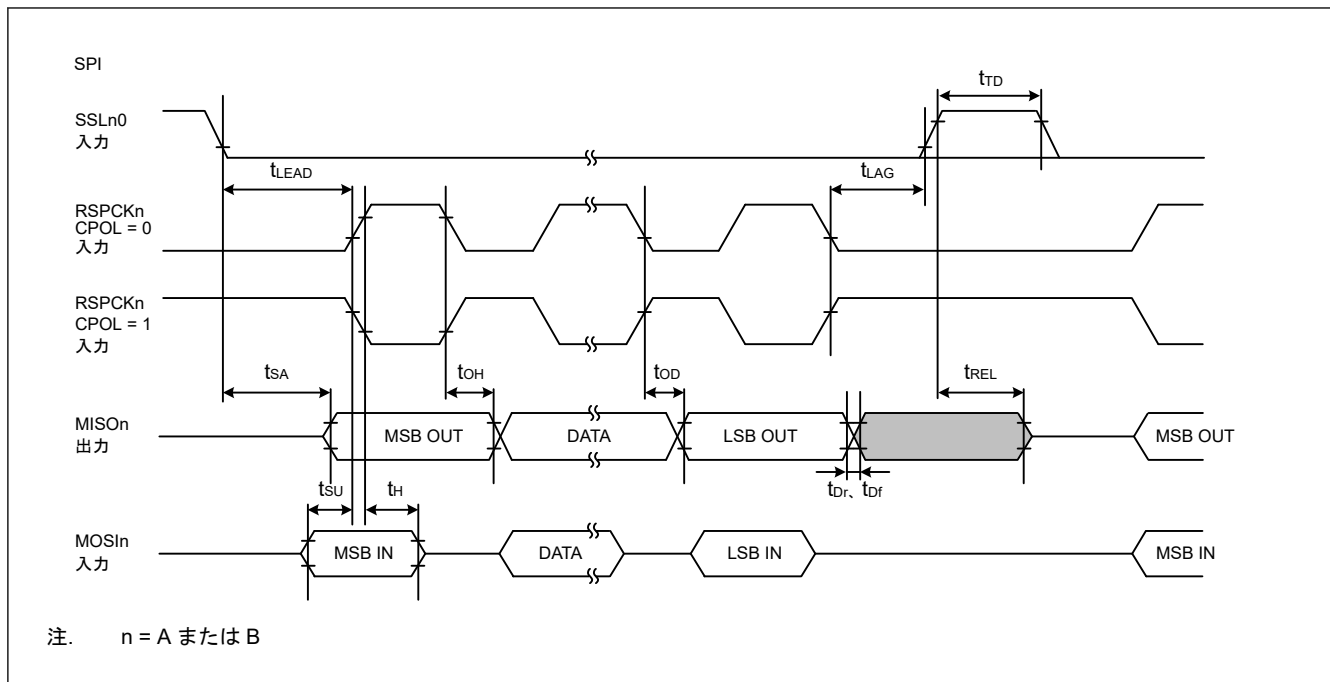 SPI
tTD
SSLn0
入力
tLEAD
tLAG
RSPCKn
CPOL = 0
入力
RSPCKn
CPOL = 1
入力
tSA
tOH
tOD
tREL
MISOn
出力
MSB OUT
DATA
LSB OUT
MSB OUT
tSU
tH
tDr、tDf
MOSIn
入力
MSB IN
DATA
LSB IN
MSB IN
注. n = A または B